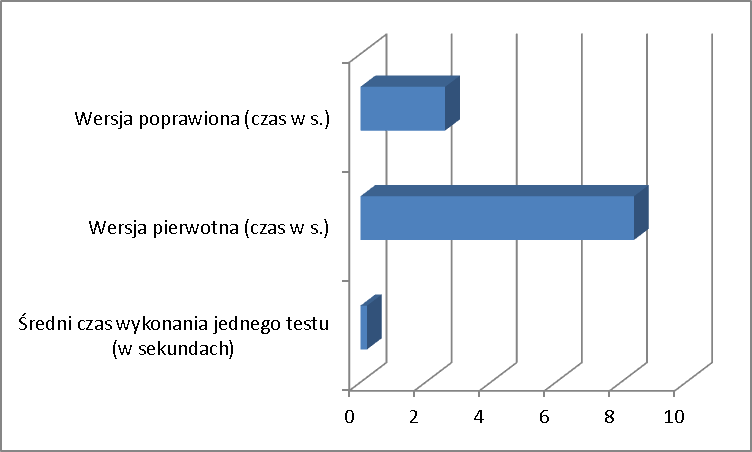 Wersja poprawiona (czas w s.)
Wersja pierwotna (czas w s.)
Średni czas wykonania jednego testu
(w sekundach)
0 2 4 6 8 10